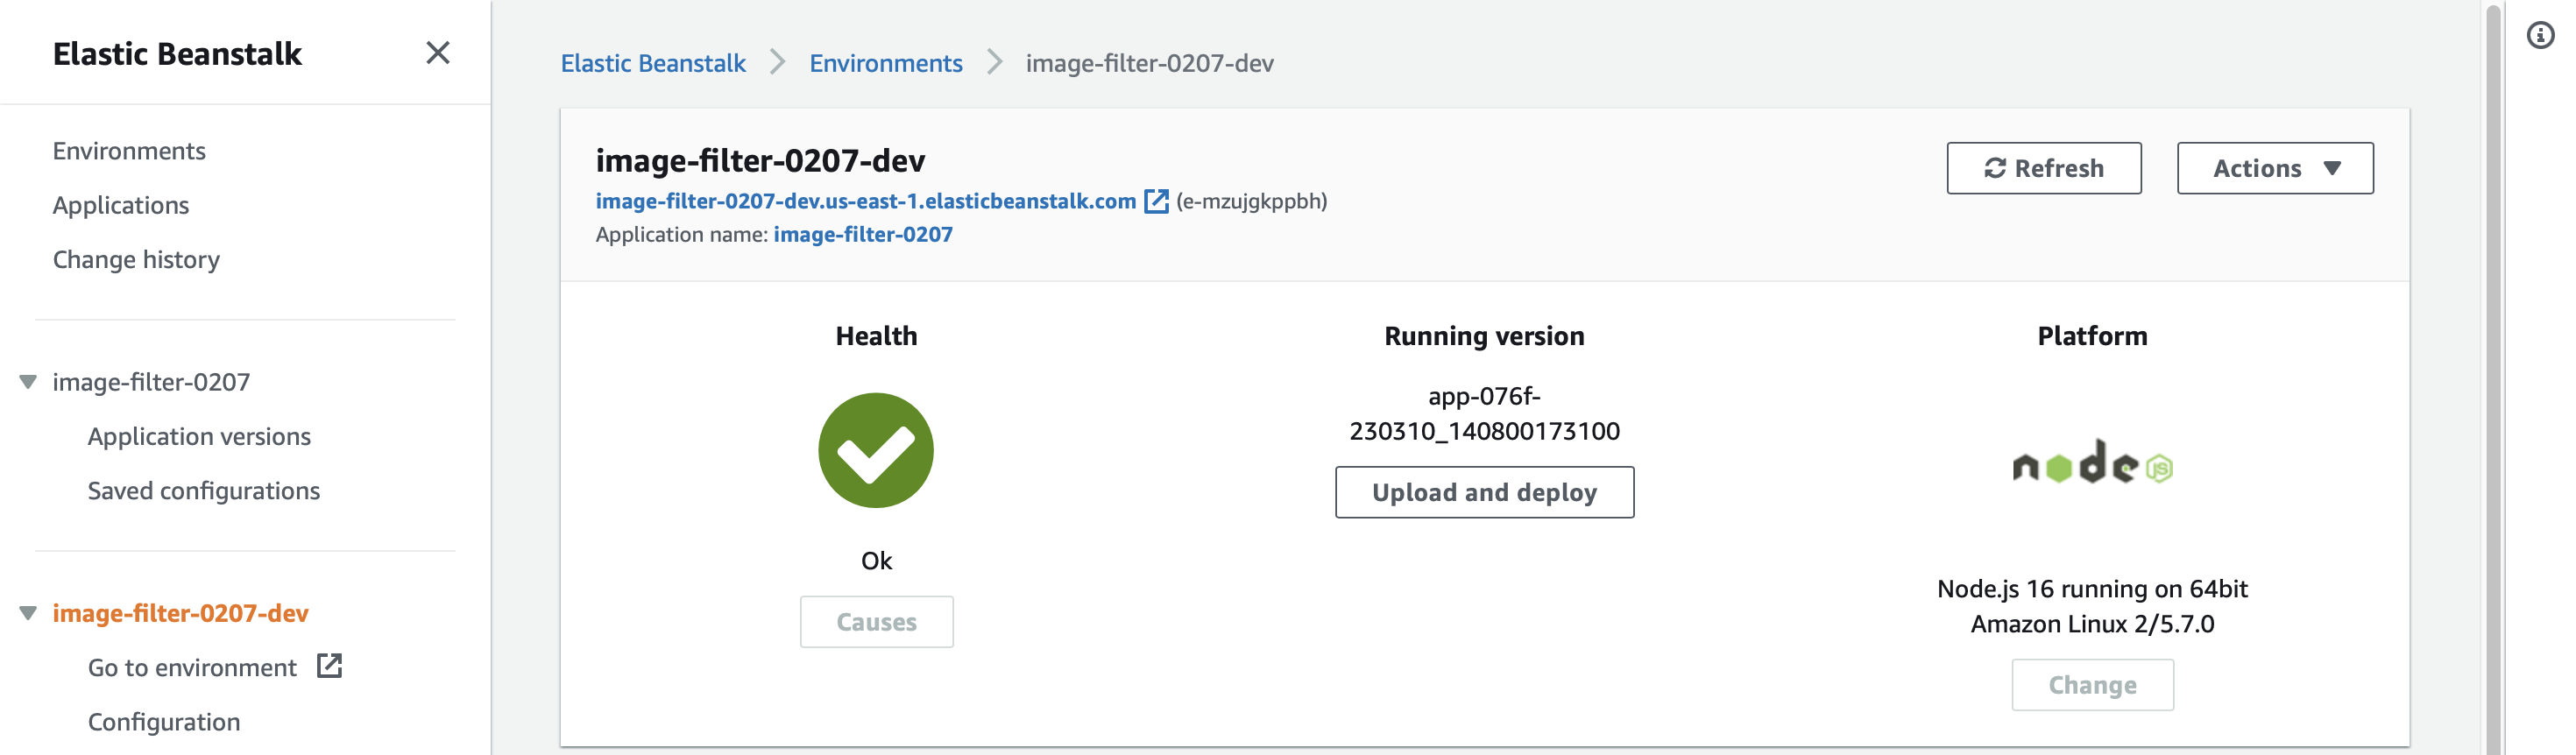 Elastic Beanstalk
Environments
Applications
Change history
image-filter-0207
Application versions
Saved configurations
image-filter-0207-dev
Go to environment
Configuration
Elastic Beanstalk
Environments
image-filter-0207-dev
image-filter-0207-dev
image-filter-0207-dev.us-east-1.elasticbeanstalk.com (e-mzujgkppbh)
Application name: image-filter-0207
Refresh
Actions
Health
Ok
Causes
Running version
app-076f-
230310_140800173100
Upload and deploy
Platform
node JS
Node.js 16 running on 64bit
Amazon Linux 2/5.7.0
Change